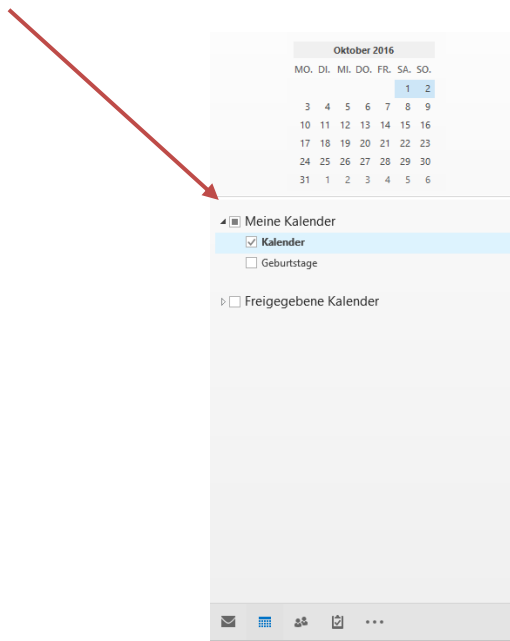 Oktober 2016
MO. DI. MI. DO. FR. SA. SO.
1 2
3 4 5 6 7 8 9
10 11 12 13 14 15 16
17 18 19 20 21 22 23
24 25 26 27 28 29 30
31 1 2 3 4 5 6
Meine Kalender
Kalender
Geburtstage
Freigegebene Kalender